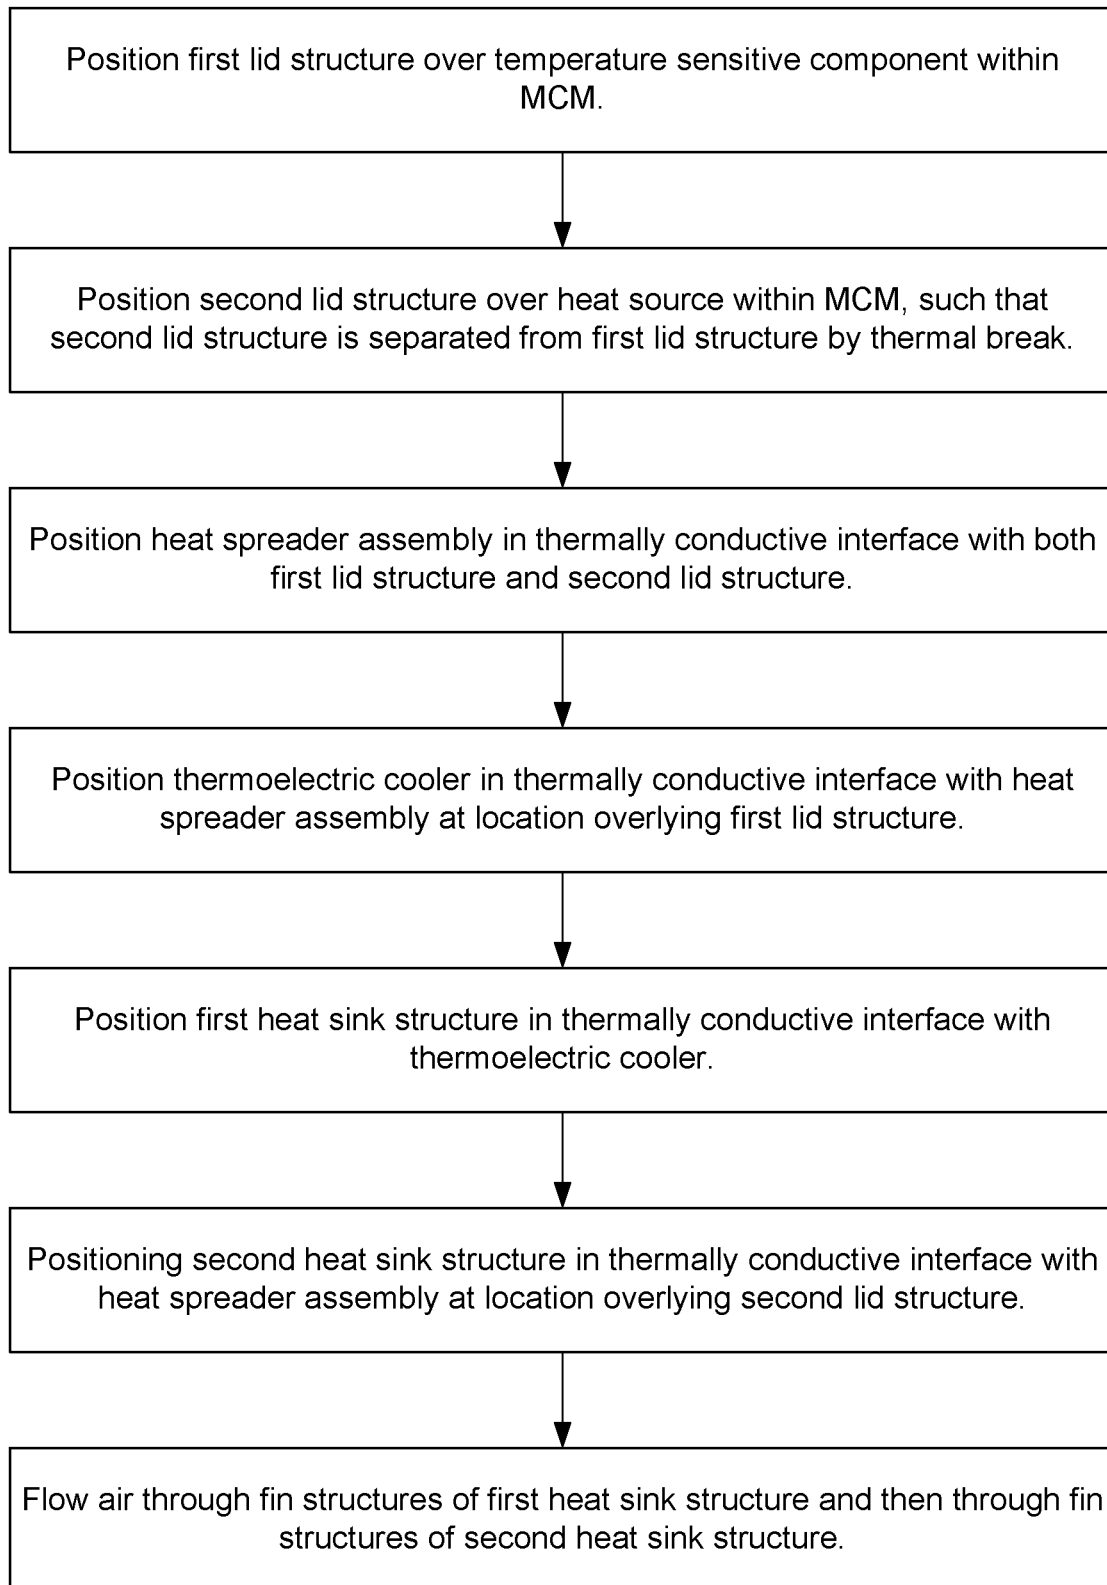 Position first lid structure over temperature sensitive component within
MCM.
Position second lid structure over heat source within MCM, such that
second lid structure is separated from first lid structure by thermal break.
Position heat spreader assembly in thermally conductive interface with both
first lid structure and second lid structure.
Position thermoelectric cooler in thermally conductive interface with heat
spreader assembly at location overlying first lid structure.
Position first heat sink structure in thermally conductive interface with
thermoelectric cooler.
Positioning second heat sink structure in thermally conductive interface with
heat spreader assembly at location overlying second lid structure.
Flow air through fin structures of first heat sink structure and then through fin
structures of second heat sink structure.